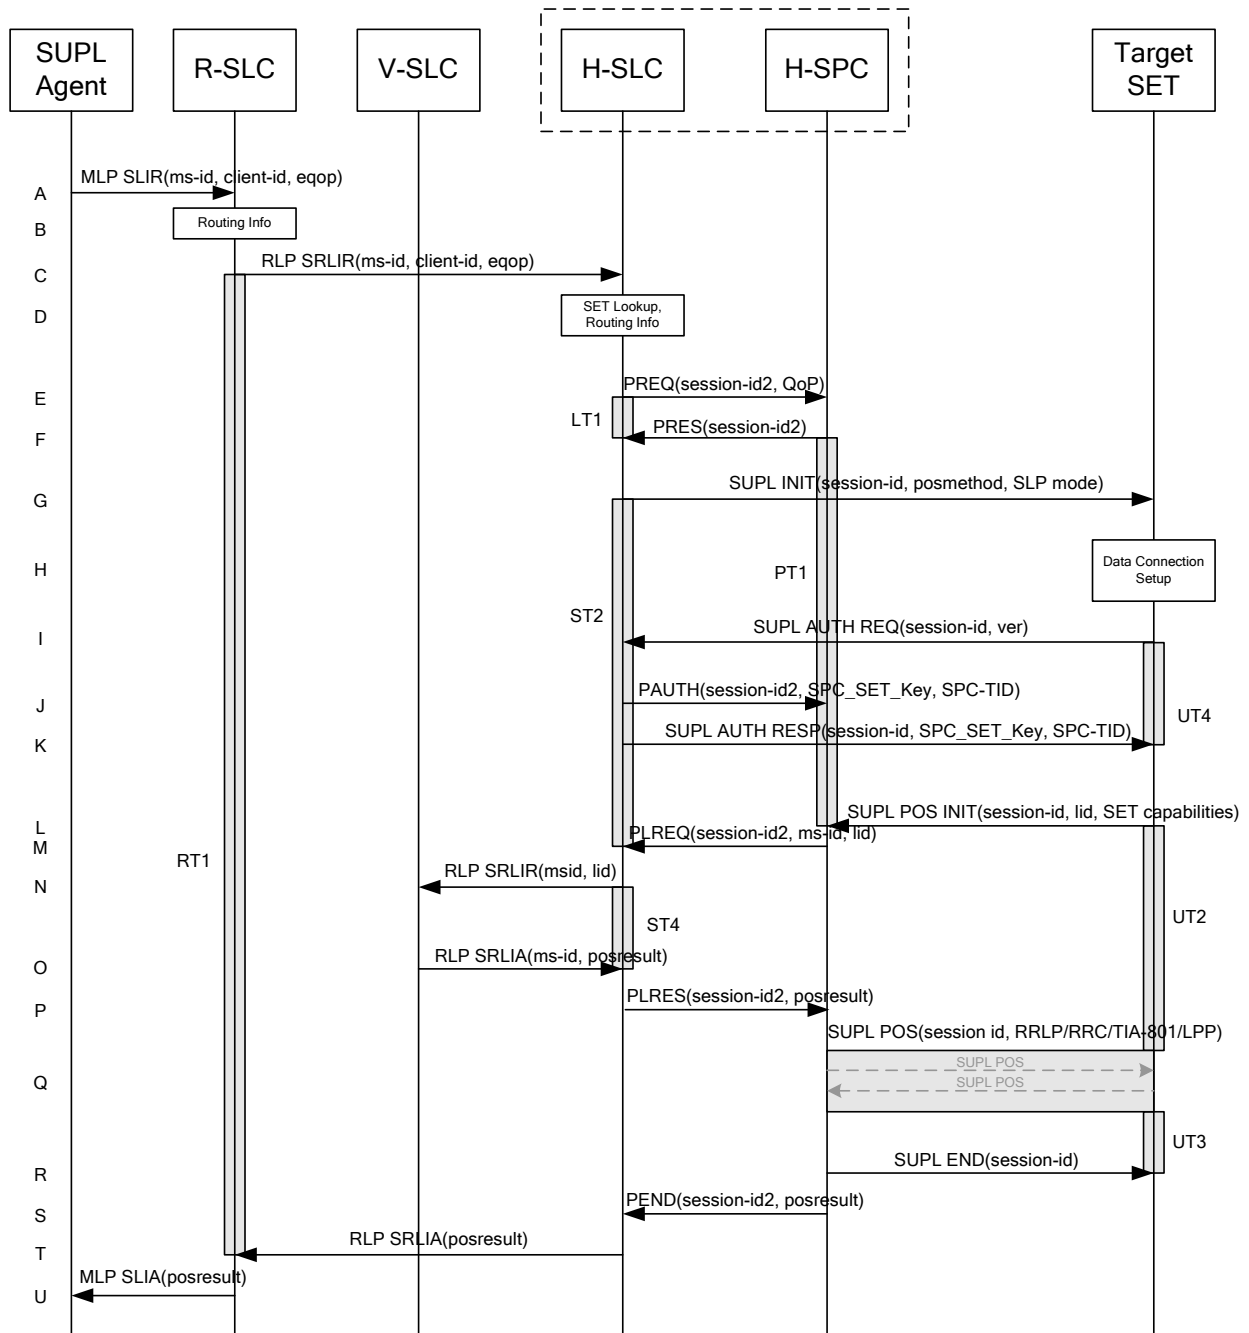 SUPL
Agent
R-SLC
V-SLC
H-SLC
H-SPC
Target
SET
A
MLP SLIR(ms-id, client-id, eqop)
B
Routing Info
C
RLP SRLIR(ms-id, client-id, eqop)
D
SET Lookup,
Routing Info
E
PREQ(session-id2, QoP)
LT1
F
PRES(session-id2)
G
SUPL INIT(session-id, posmethod, SLP mode)
H
PT1
Data Connection
Setup
ST2
I
SUPL AUTH REQ(session-id, ver)
J
PAUTH(session-id2, SPC_SET_Key, SPC-TID)
UT4
K
SUPL AUTH RESP(session-id, SPC_SET_Key, SPC-TID)
L
SUPL POS INIT(session-id, lid, SET capabilities)
M
PLREQ(session-id2, ms-id, lid)
RT1
N
RLP SRLIR(msid, lid)
ST4
UT2
O
RLP SRLIA(ms-id, posresult)
P
PLRES(session-id2, posresult)
SUPL POS(session id, RRLP/RRC/TIA-801/LPP)
SUPL POS
Q
SUPL POS
UT3
R
SUPL END(session-id)
S
PEND(session-id2, posresult)
T
RLP SRLIA(posresult)
U
MLP SLIA(posresult)